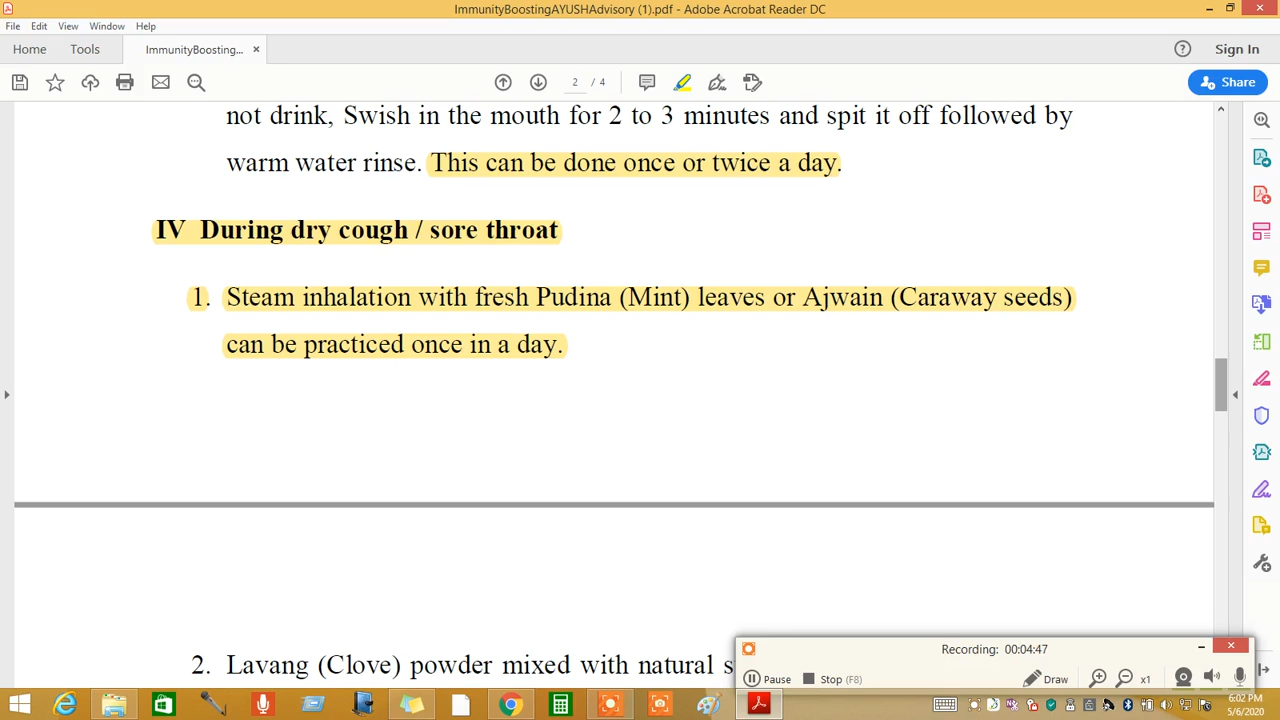 ImmunityBoostingAYUSHAdvisory (1).pdf - Adobe Acrobat Reader DC
File Edit View Window Help
Home Tools ImmunityBoosting... × Sign In
2 / 4 Share
not drink, Swish in the mouth for 2 to 3 minutes and spit it off followed by
warm water rinse. This can be done once or twice a day.
IV During dry cough / sore throat
1. Steam inhalation with fresh Pudina (Mint) leaves or Ajwain (Caraway seeds)
can be practiced once in a day.
2. Lavang (Clove) powder mixed with natural s
Recording: 00:04:47
Pause Stop (F8) Draw x1
6:02 PM
5/6/2020